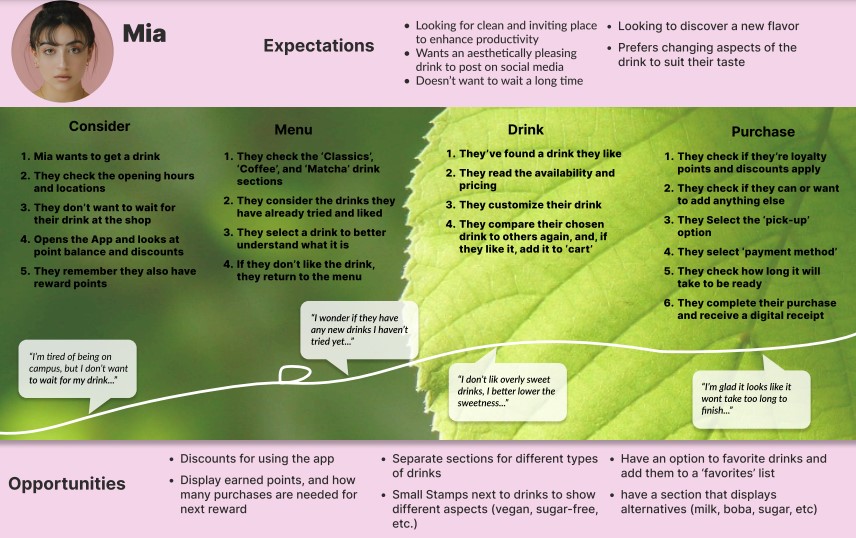 Mia
Expectations
• Looking for clean and inviting place
to enhance productivity
• Wants an aesthetically pleasing
drink to post on social media
• Doesn't want to wait a long time
• Looking to discover a new flavor
• Prefers changing aspects of the
drink to suit their taste
Consider
1. Mia wants to get a drink
2. They check the opening hours
and locations
3. They don't want to wait for
their drink at the shop
4. Opens the App and looks at
point balance and discounts
5. They remember they also have
reward points
"I'm tired of being on
campus, but I don't want
to wait for my drink..."
Menu
1. They check the 'Classics',
'Coffee', and 'Matcha' drink
sections
2. They consider the drinks they
have already tried and liked
3. They select a drink to better
understand what it is
4. If they don't like the drink,
they return to the menu
"I wonder if they have
any new drinks I haven't
tried yet..."
Drink
1. They've found a drink they like
2. They read the availability and
pricing
3. They customize their drink
4. They compare their chosen
drink to others again, and, if
they like it, add it to 'cart'
"I don't lik overly sweet
drinks, I better lower the
sweetness..."
Purchase
1. They check if they're loyalty
points and discounts apply
2. They check if they can or want
to add anything else
3. They Select the 'pick-up'
option
4. They select 'payment method'
5. They check how long it will
take to be ready
6. They complete their purchase
and receive a digital receipt
"I'm glad it looks like it
wont take too long to
finish..."
Opportunities
• Discounts for using the app
• Display earned points, and how
many purchases are needed for
next reward
• Separate sections for different types
of drinks
• Small Stamps next to drinks to show
different aspects (vegan, sugar-free,
etc.)
• Have an option to favorite drinks and
add them to a 'favorites' list
• have a section that displays
alternatives (milk, boba, sugar, etc)